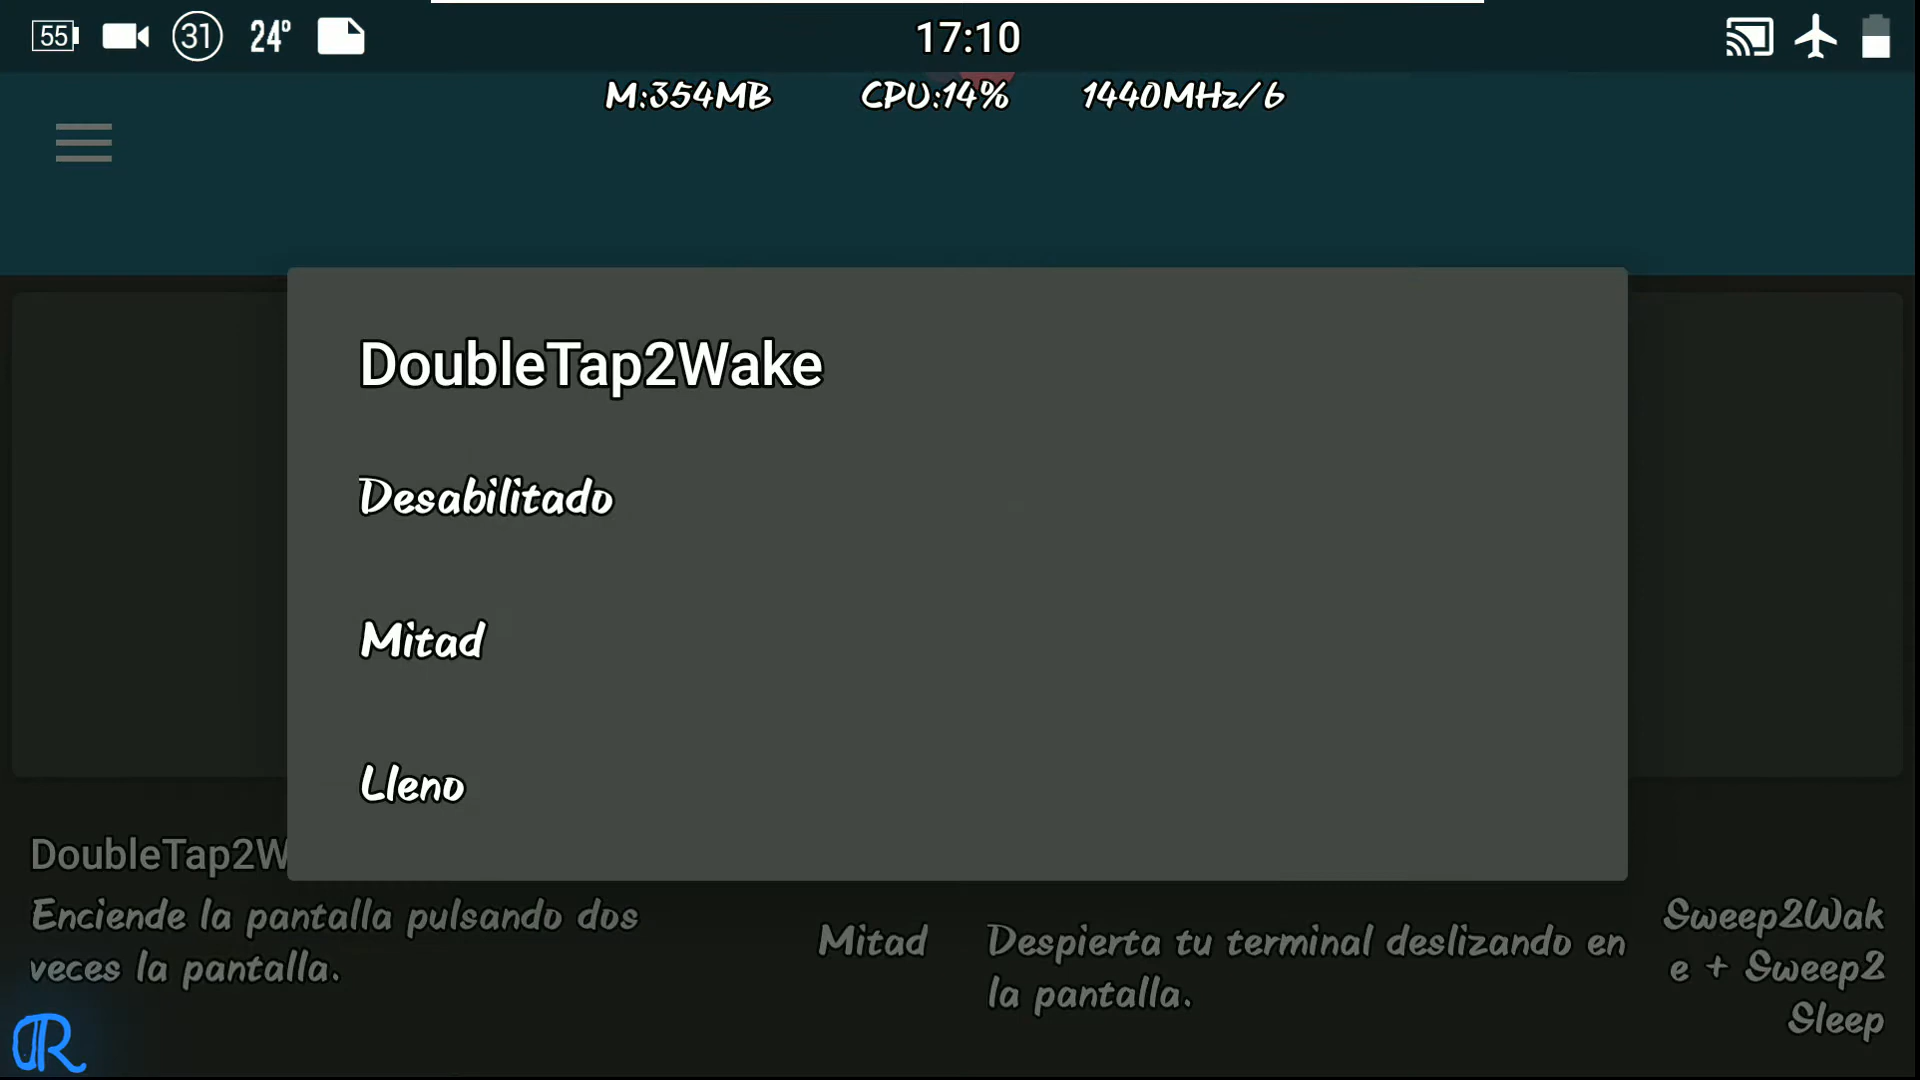 55
31
24°
17:10
M:354MB CPU:14% 1440MHz/6
DoubleTap2Wake
Desabilitado
Mitad
Lleno
DoubleTap2W
Enciende la pantalla pulsando dos
veces la pantalla.
Mitad
Despierta tu terminal deslizando en
la pantalla.
Sweep2Wak
e + Sweep2
Sleep
R